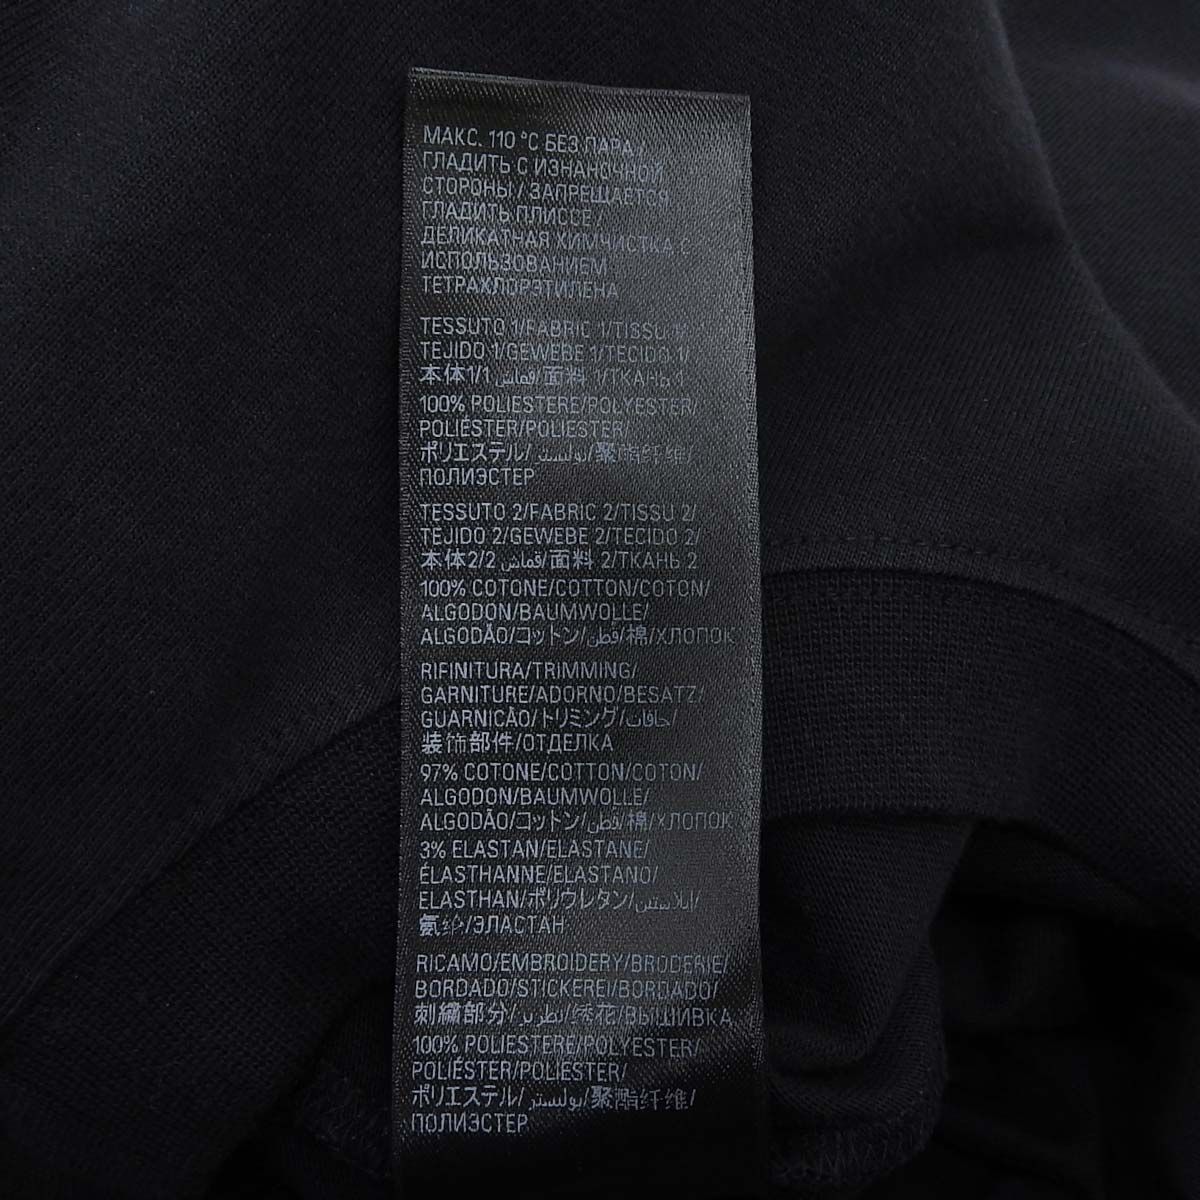 МАКС. 110 °C БЕЗ ПАРА /
ГЛАДИТЬ С ИЗНАНОЧНОЙ
СТОРОНЫ / ЗАПРЕЩАЕТСЯ
ГЛАДИТЬ ПЛИССЕ /
ДЕЛИКАТНАЯ ХИМЧИСТКА С
ИСПОЛЬЗОВАНИЕМ
ТЕТРАХЛОРЭТИЛЕНА
TESSUTO 1/FABRIC 1/TISSU 1/
TEJIDO 1/GEWEBE 1/TECIDO 1/
本体1/1 قماش/面料 1/ТКАНЬ 1
100% POLIESTERE/POLYESTER/
POLIÉSTER/POLIESTER/
ポリエステル/بوليستر/聚酯纤维/
ПОЛИЭСТЕР
TESSUTO 2/FABRIC 2/TISSU 2/
TEJIDO 2/GEWEBE 2/TECIDO 2/
本体2/2 قماش/面料 2/ТКАНЬ 2
100% COTONE/COTTON/COTON/
ALGODON/BAUMWOLLE/
ALGODÃO/コットン/قطن/棉/ХЛОПОК
RIFINITURA/TRIMMING/
GARNITURE/ADORNO/BESATZ/
GUARNICÃO/トリミング/حافات/
装饰部件/ОТДЕЛКА
97% COTONE/COTTON/COTON/
ALGODON/BAUMWOLLE/
ALGODÃO/コットン/قطن/棉/ХЛОПОК
3% ELASTAN/ELASTANE/
ÉLASTHANNE/ELASTANO/
ELASTHAN/ポリウレタン/إيلاستين/
氨纶/ЭЛАСТАН
RICAMO/EMBROIDERY/BRODERIE/
BORDADO/STICKEREI/BORDADO/
刺繍部分/تطريز/绣花/ВЫШИВКА
100% POLIESTERE/POLYESTER/
POLIÉSTER/POLIESTER/
ポリエステル/بوليستر/聚酯纤维/
ПОЛИЭСТЕР